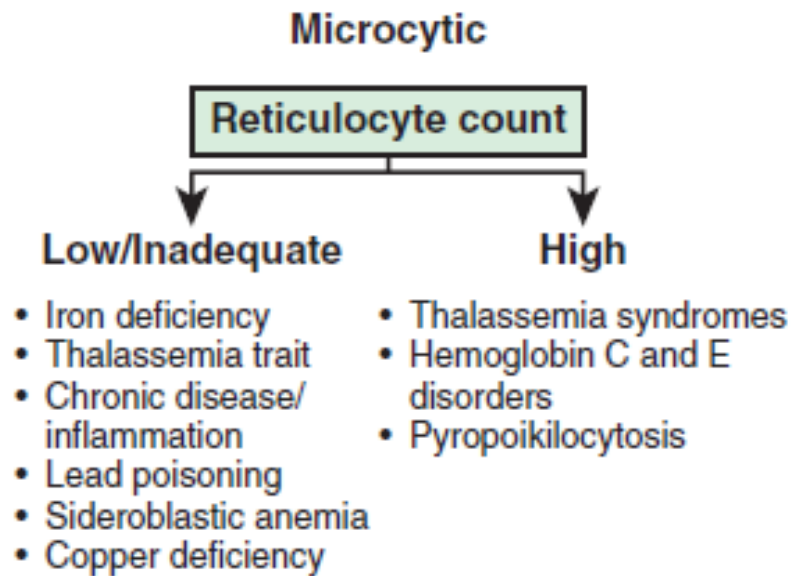 Microcytic
Reticulocyte count
Low/Inadequate
• Iron deficiency
• Thalassemia trait
• Chronic disease/
inflammation
• Lead poisoning
• Sideroblastic anemia
• Copper deficiency
High
• Thalassemia syndromes
• Hemoglobin C and E
disorders
• Pyropoikilocytosis